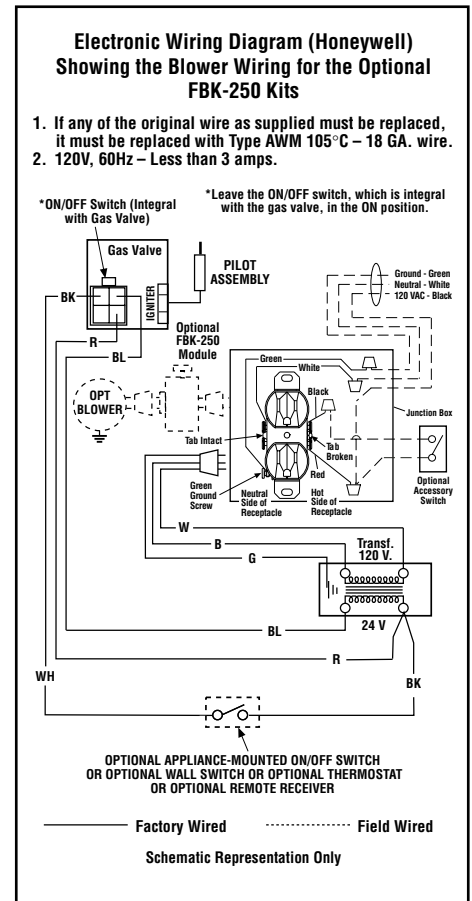 Electronic Wiring Diagram (Honeywell)
Showing the Blower Wiring for the Optional
FBK-250 Kits
1. If any of the original wire as supplied must be replaced,
it must be replaced with Type AWM 105°C – 18 GA. wire.
2. 120V, 60Hz – Less than 3 amps.
*ON/OFF Switch (Integral
with Gas Valve)
*Leave the ON/OFF switch, which is integral
with the gas valve, in the ON position.
Gas Valve
IGNITER
PILOT
ASSEMBLY
Ground - Green
Neutral - White
120 VAC - Black
BK
R
BL
Optional
FBK-250
Module
OPT
BLOWER
Green
White
Black
Junction Box
Tab Intact
Tab
Broken
Red
Green
Ground
Screw
Neutral
Side of
Receptacle
Hot
Side of
Receptacle
Optional
Accessory
Switch
W
B
G
Transf.
120 V.
24 V
BL
R
WH
BK
OPTIONAL APPLIANCE-MOUNTED ON/OFF SWITCH
OR OPTIONAL WALL SWITCH OR OPTIONAL THERMOSTAT
OR OPTIONAL REMOTE RECEIVER
Factory Wired
Field Wired
Schematic Representation Only